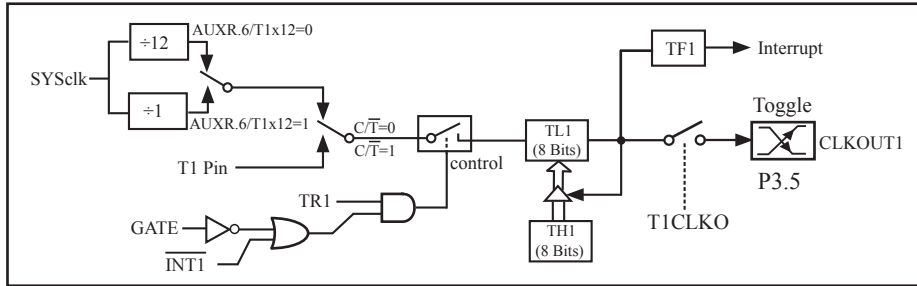 AUXR.6/T1x12=0
÷12
SYSclk
÷1
AUXR.6/T1x12=1
T1 Pin
C/T̅=0
C/T̅=1
control
TR1
GATE
I̅N̅T̅1̅
TL1
(8 Bits)
TH1
(8 Bits)
TF1
Interrupt
Toggle
CLKOUT1
P3.5
T1CLKO